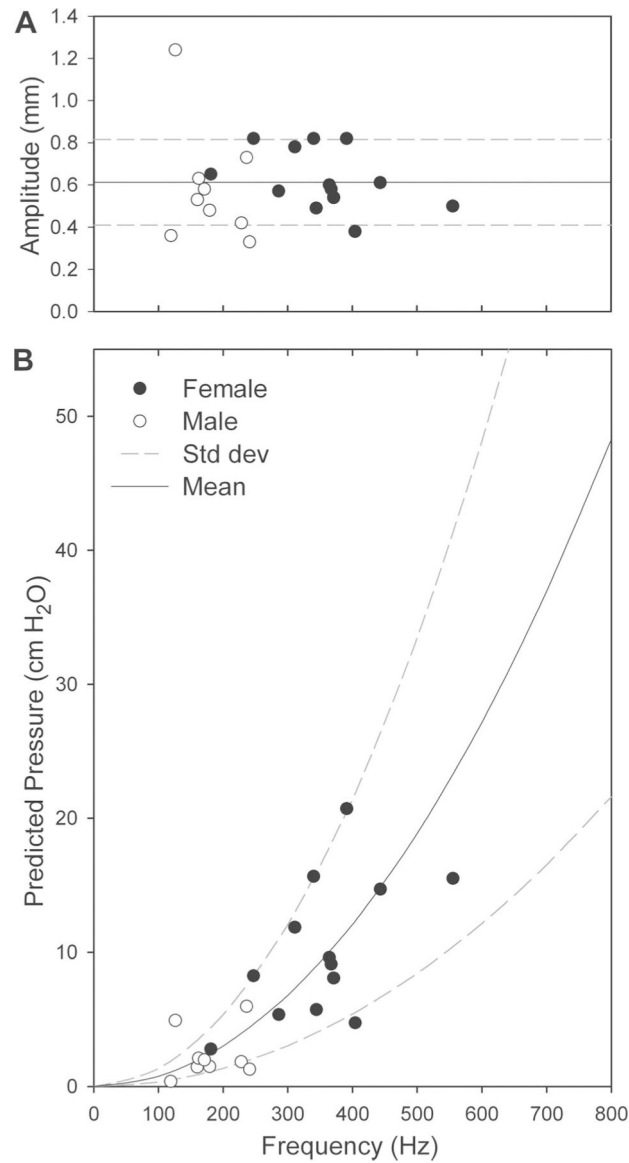 A
Amplitude (mm)
1.4
1.2
1.0
0.8
0.6
0.4
0.2
0.0
B
Predicted Pressure (cm H₂O)
50
40
30
20
10
0
Female
Male
Std dev
Mean
0 100 200 300 400 500 600 700 800
Frequency (Hz)